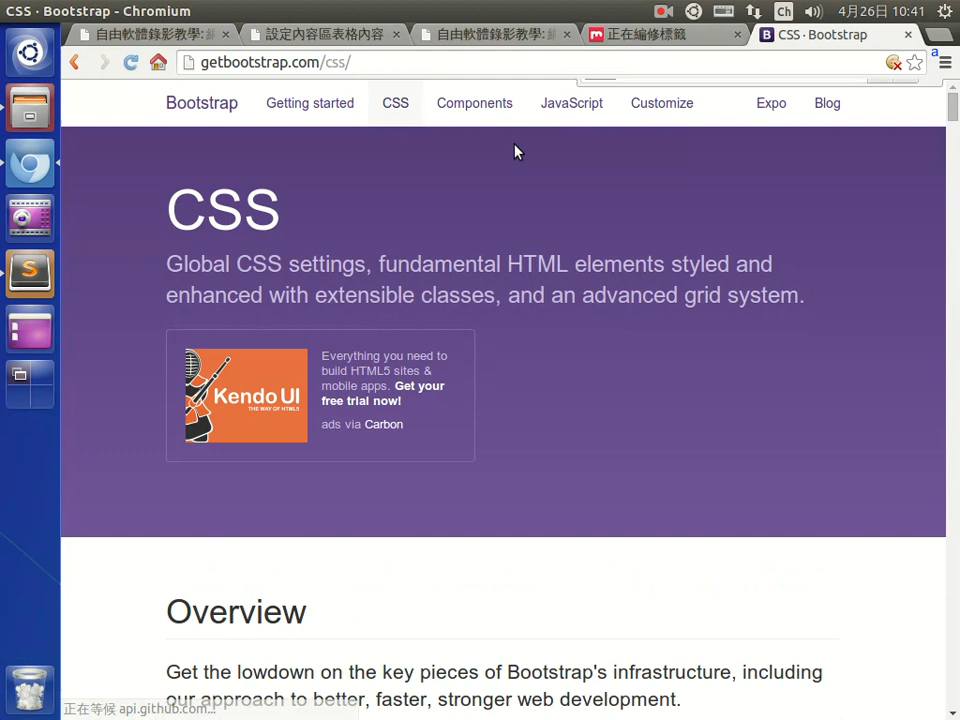 CSS · Bootstrap - Chromium
Ch
4月26日 10:41
自由軟體錄影教學:
設定內容區表格內容
自由軟體錄影教學:
正在編修標籤
CSS · Bootstrap
getbootstrap.com/css/
a
Bootstrap
Getting started
CSS
Components
JavaScript
Customize
Expo
Blog
CSS
Global CSS settings, fundamental HTML elements styled and
enhanced with extensible classes, and an advanced grid system.
Kendo UI
THE WAY OF HTML5
Everything you need to
build HTML5 sites &
mobile apps. Get your
free trial now!
ads via Carbon
Overview
Get the lowdown on the key pieces of Bootstrap's infrastructure, including
our approach to better, faster, stronger web development.
正在等候 api.github.com...